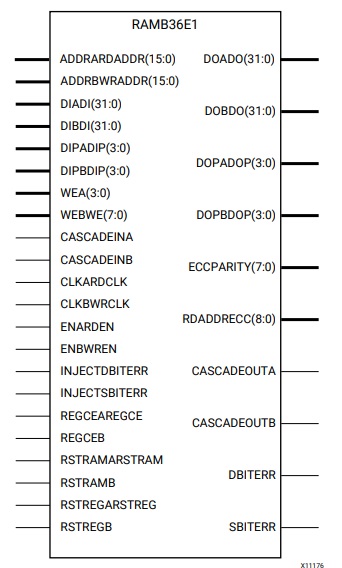 RAMB36E1
ADDRARDADDR(15:0)
ADDRBWRADDR(15:0)
DIADI(31:0)
DIBDI(31:0)
DIPADIP(3:0)
DIPBDIP(3:0)
WEA(3:0)
WEBWE(7:0)
CASCADEINA
CASCADEINB
CLKARDCLK
CLKBWRCLK
ENARDEN
ENBWREN
INJECTDBITERR
INJECTSBITERR
REGCEAREGCE
REGCEB
RSTRAMARSTRAM
RSTRAMB
RSTREGARSTREG
RSTREGB
DOADO(31:0)
DOBDO(31:0)
DOPADOP(3:0)
DOPBDOP(3:0)
ECCPARITY(7:0)
RDADDRECC(8:0)
CASCADEOUTA
CASCADEOUTB
DBITERR
SBITERR
X11176